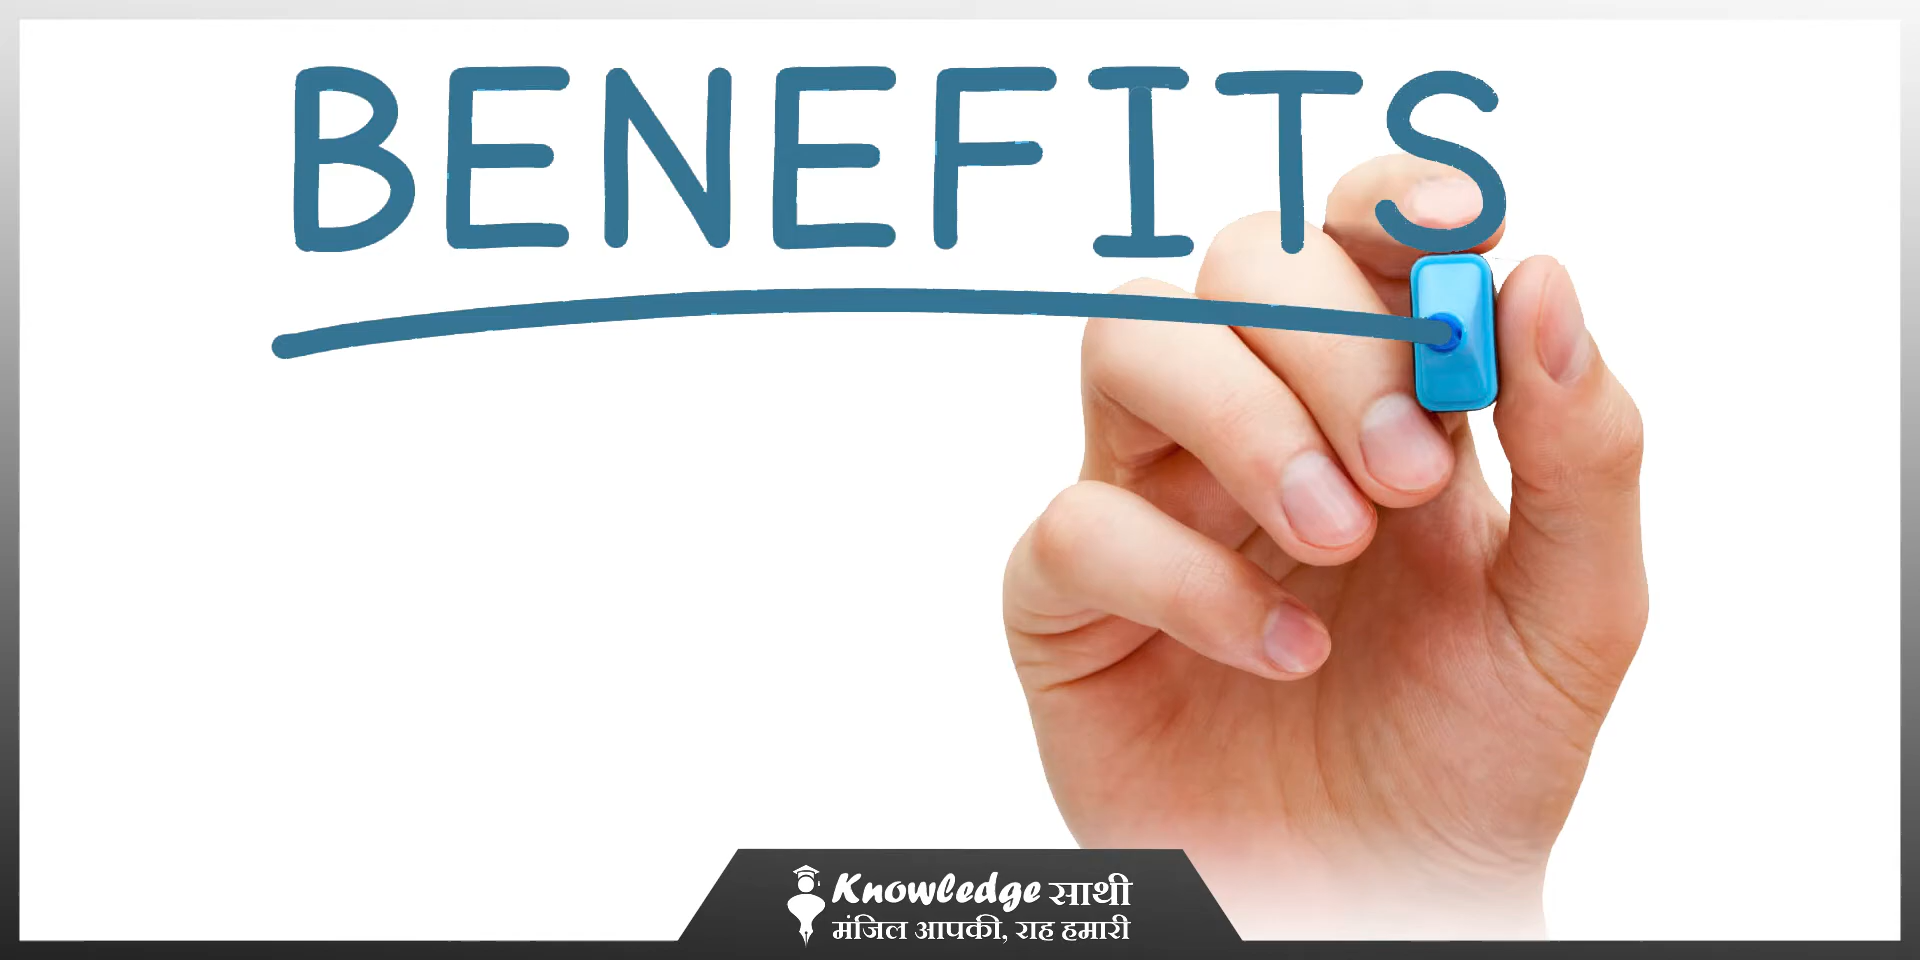 BENEFITS
Knowledge साथी
मंजिल आपकी, राह हमारी